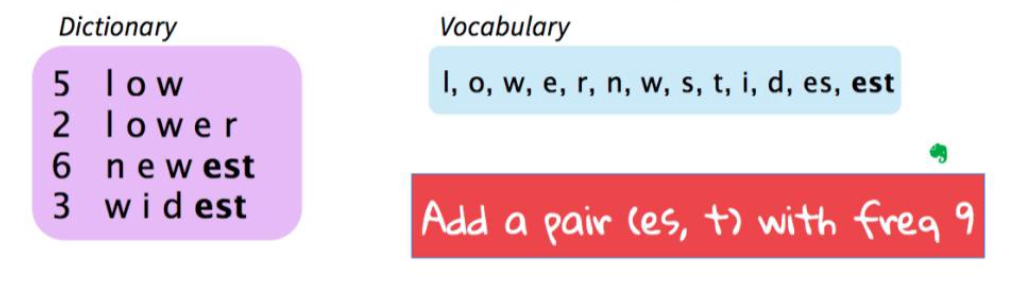 Dictionary
5 l o w
2 l o w e r
6 n e w est
3 w i d est
Vocabulary
l, o, w, e, r, n, w, s, t, i, d, es, est
Add a pair (es, t) with freq 9